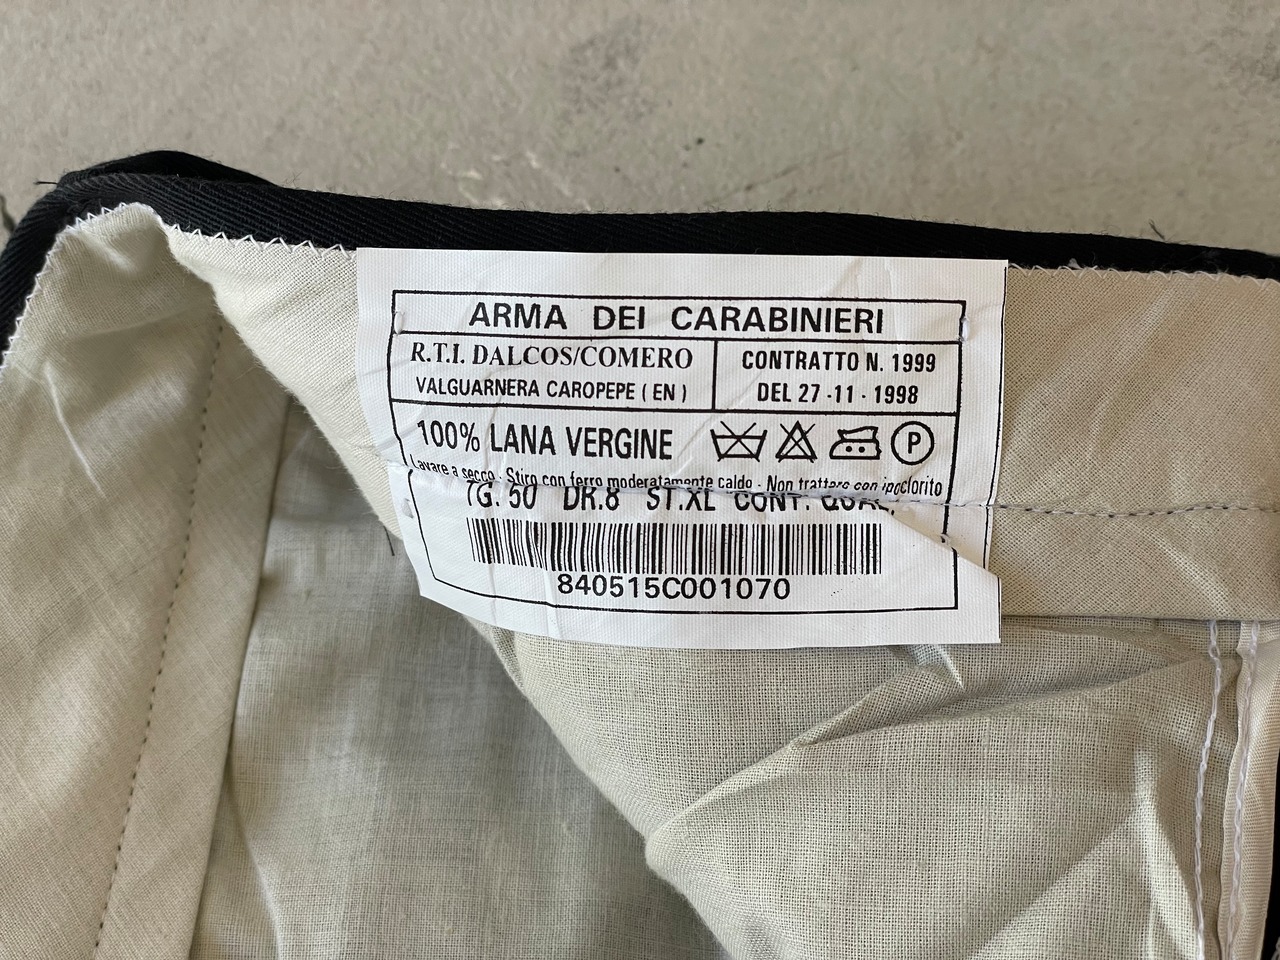 ARMA DEI CARABINIERI
R.T.I. DALCOS/COMERO
VALGUARNERA CAROPEPE ( EN )
CONTRATTO N. 1999
DEL 27 -11 - 1998
100% LANA VERGINE
P
Lavare a secco - Stiro con ferro moderatamente caldo - Non trattare con ipoclorito
TG. 50 DR.8 ST.XL CONT. QUAL.
840515C001070